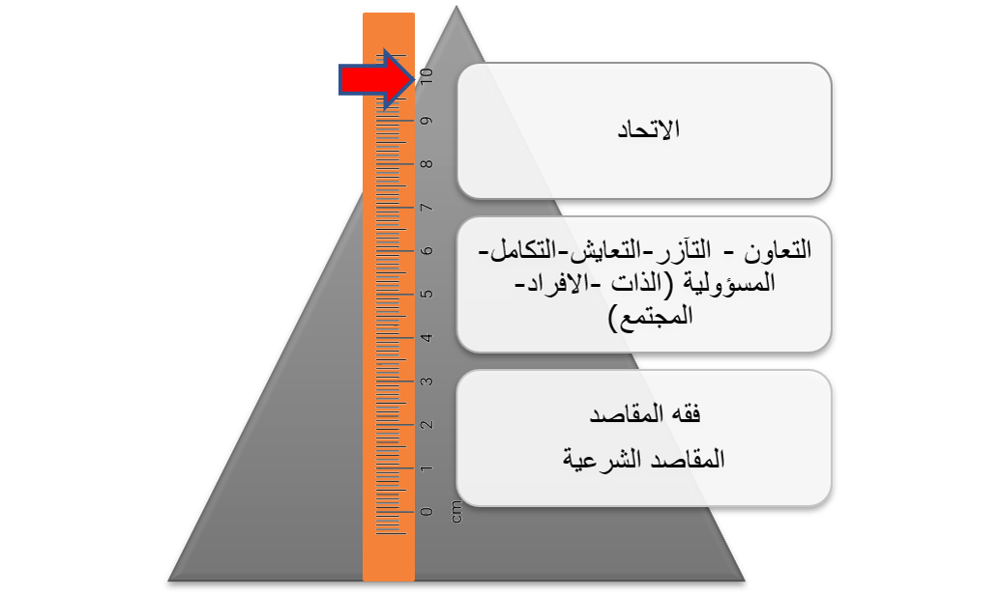 الاتحاد
التعاون - التآزر-التعايش-التكامل-
المسؤولية (الذات -الافراد-
المجتمع)
فقه المقاصد
المقاصد الشرعية
10
9
8
7
6
5
4
3
2
1
0
cm